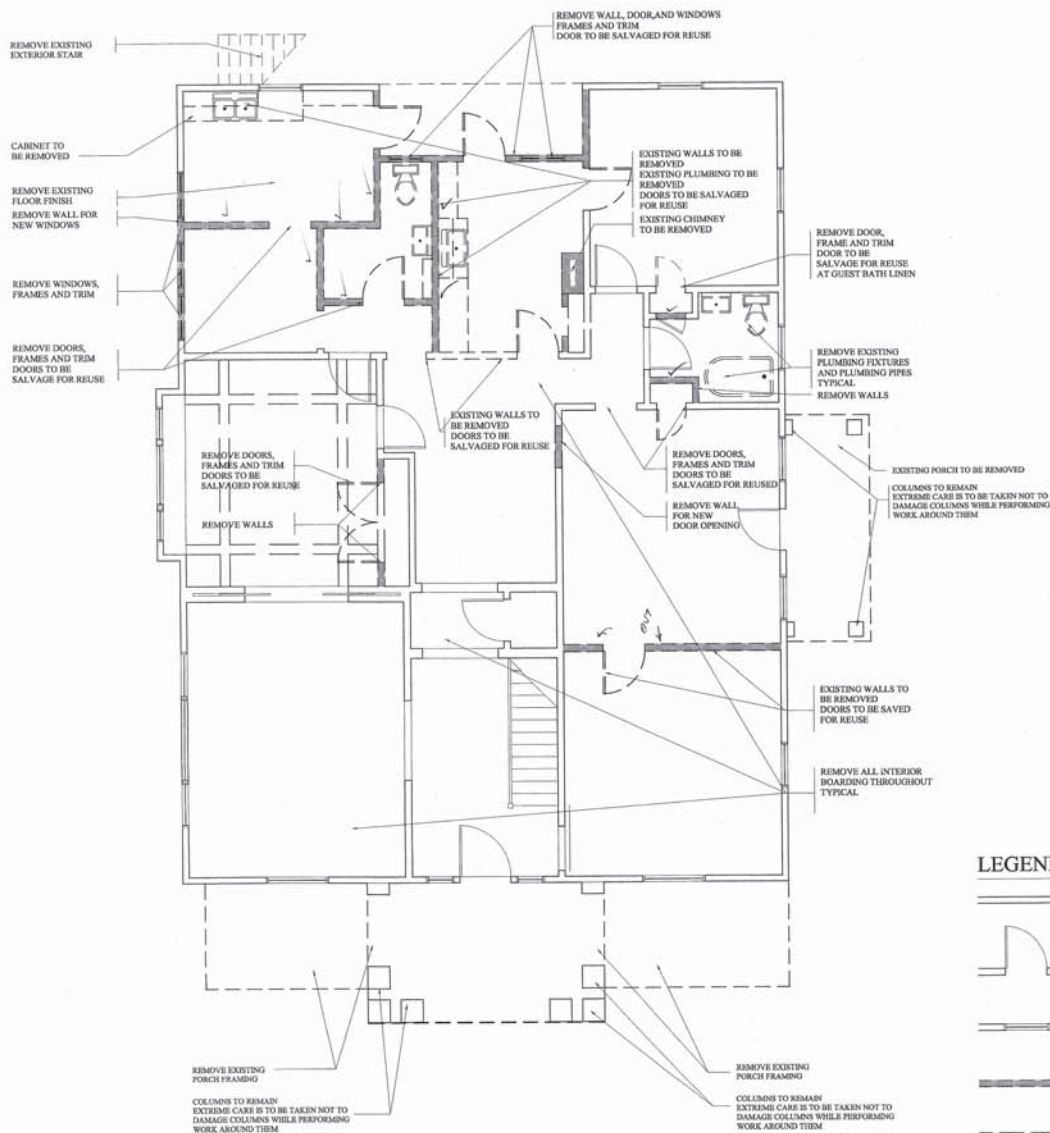 REMOVE WALL, DOOR,AND WINDOWS
FRAMES AND TRIM
DOOR TO BE SALVAGED FOR REUSE
REMOVE EXISTING
EXTERIOR STAIR
CABINET TO
BE REMOVED
REMOVE EXISTING
FLOOR FINISH
REMOVE WALL FOR
NEW WINDOWS
REMOVE WINDOWS,
FRAMES AND TRIM
REMOVE DOORS,
FRAMES AND TRIM
DOORS TO BE
SALVAGE FOR REUSE
EXISTING WALLS TO BE
REMOVED
EXISTING PLUMBING TO BE
REMOVED
DOORS TO BE SALVAGED
FOR REUSE
EXISTING CHIMNEY
TO BE REMOVED
REMOVE DOOR,
FRAME AND TRIM
DOOR TO BE
SALVAGE FOR REUSE
AT GUEST BATH LINEN
REMOVE EXISTING
PLUMBING FIXTURES
AND PLUMBING PIPES
TYPICAL
REMOVE WALLS
EXISTING WALLS TO
BE REMOVED
DOORS TO BE
SALVAGED FOR REUSE
REMOVE DOORS,
FRAMES AND TRIM
DOORS TO BE
SALVAGED FOR REUSE
REMOVE WALLS
REMOVE DOORS,
FRAMES AND TRIM
DOORS TO BE
SALVAGED FOR REUSED
REMOVE WALL
FOR NEW
DOOR OPENING
EXISTING PORCH TO BE REMOVED
COLUMNS TO REMAIN
EXTREME CARE IS TO BE TAKEN NOT TO
DAMAGE COLUMNS WHILE PERFORMING
WORK AROUND THEM
OUT
EXISTING WALLS TO
BE REMOVED
DOORS TO BE SAVED
FOR REUSE
REMOVE ALL INTERIOR
BOARDING THROUGHOUT
TYPICAL
LEGEN
REMOVE EXISTING
PORCH FRAMING
COLUMNS TO REMAIN
EXTREME CARE IS TO BE TAKEN NOT TO
DAMAGE COLUMNS WHILE PERFORMING
WORK AROUND THEM
REMOVE EXISTING
PORCH FRAMING
COLUMNS TO REMAIN
EXTREME CARE IS TO BE TAKEN NOT TO
DAMAGE COLUMNS WHILE PERFORMING
WORK AROUND THEM